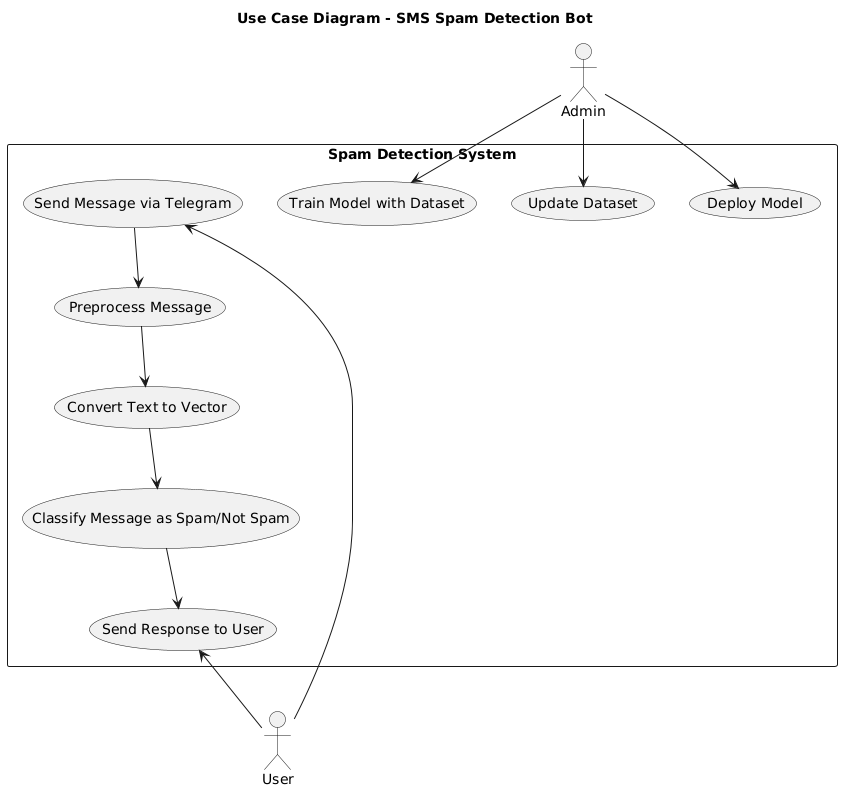 Use Case Diagram - SMS Spam Detection Bot
Admin
Spam Detection System
Send Message via Telegram
Train Model with Dataset
Update Dataset
Deploy Model
Preprocess Message
Convert Text to Vector
Classify Message as Spam/Not Spam
Send Response to User
User